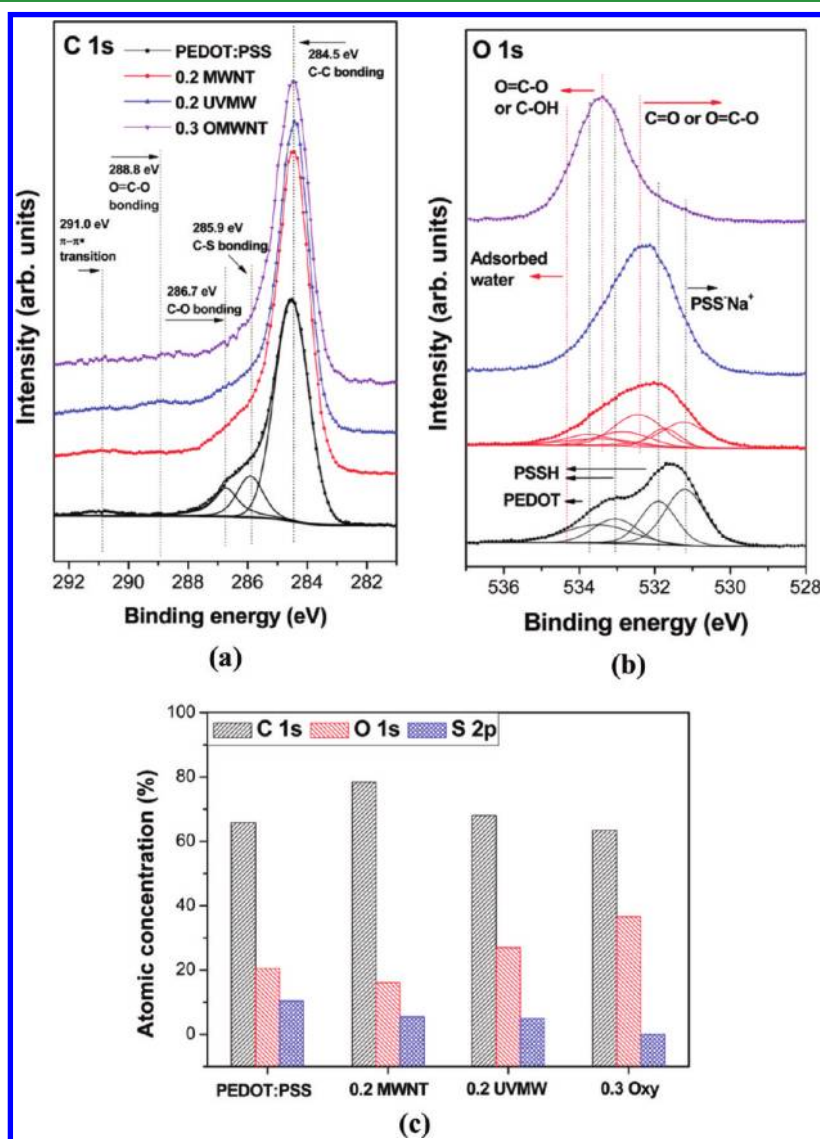 C 1s
PEDOT:PSS
0.2 MWNT
0.2 UVMW
0.3 OMWNT
284.5 eV
C-C bonding
288.8 eV
O=C-O
bonding
291.0 eV
π-π*
transition
285.9 eV
C-S bonding
286.7 eV
C-O bonding
Intensity (arb. units)
292 290 288 286 284 282
Binding energy (eV)
(a)
O 1s
O=C-O
or C-OH
C=O or O=C-O
Adsorbed
water
PSS-Na+
PSSH
PEDOT
Intensity (arb. units)
536 534 532 530 528
Binding energy (eV)
(b)
C 1s O 1s S 2p
Atomic concentration (%)
100
80
60
40
20
0
PEDOT:PSS 0.2 MWNT 0.2 UVMW 0.3 Oxy
(c)